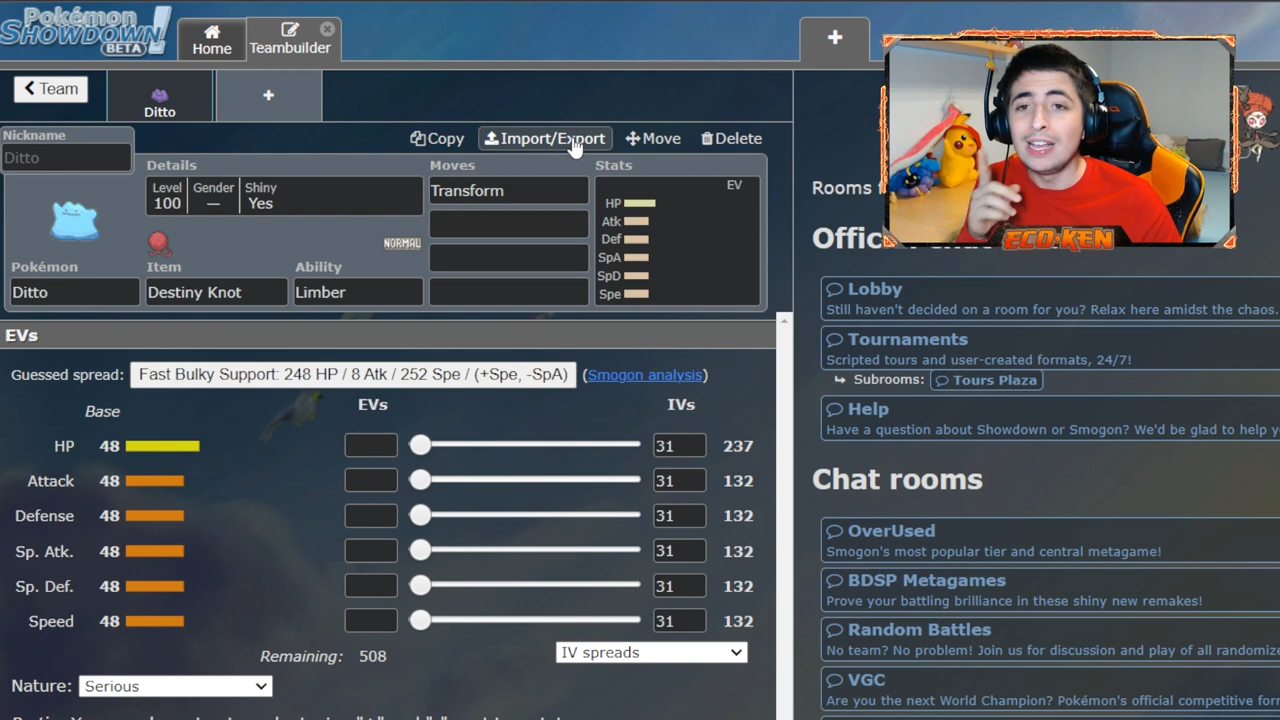 Pokémon
SHOWDOWN!
BETA
Home
Teambuilder
+
Team
Ditto
+
Nickname
Ditto
Copy
Import/Export
Move
Delete
Details
Moves
Stats
Level
100
Gender
—
Shiny
Yes
Transform
EV
HP
Atk
Def
SpA
SpD
Spe
NORMAL
Pokémon
Item
Ability
Ditto
Destiny Knot
Limber
EVs
Guessed spread: Fast Bulky Support: 248 HP / 8 Atk / 252 Spe / (+Spe, -SpA) (Smogon analysis)
Base EVs IVs
HP 48 31 237
Attack 48 31 132
Defense 48 31 132
Sp. Atk. 48 31 132
Sp. Def. 48 31 132
Speed 48 31 132
Remaining: 508
IV spreads
Nature: Serious
ECO-KEN
Rooms
Lobby
Still haven't decided on a room for you? Relax here amidst the chaos.
Tournaments
Scripted tours and user-created formats, 24/7!
Subrooms: Tours Plaza
Help
Have a question about Showdown or Smogon? We'd be glad to help
Chat rooms
OverUsed
Smogon's most popular tier and central metagame!
BDSP Metagames
Prove your battling brilliance in these shiny new remakes!
Random Battles
No team? No problem! Join us for discussion and play of all
VGC
Are you the next World Champion? Pokémon's official competitive